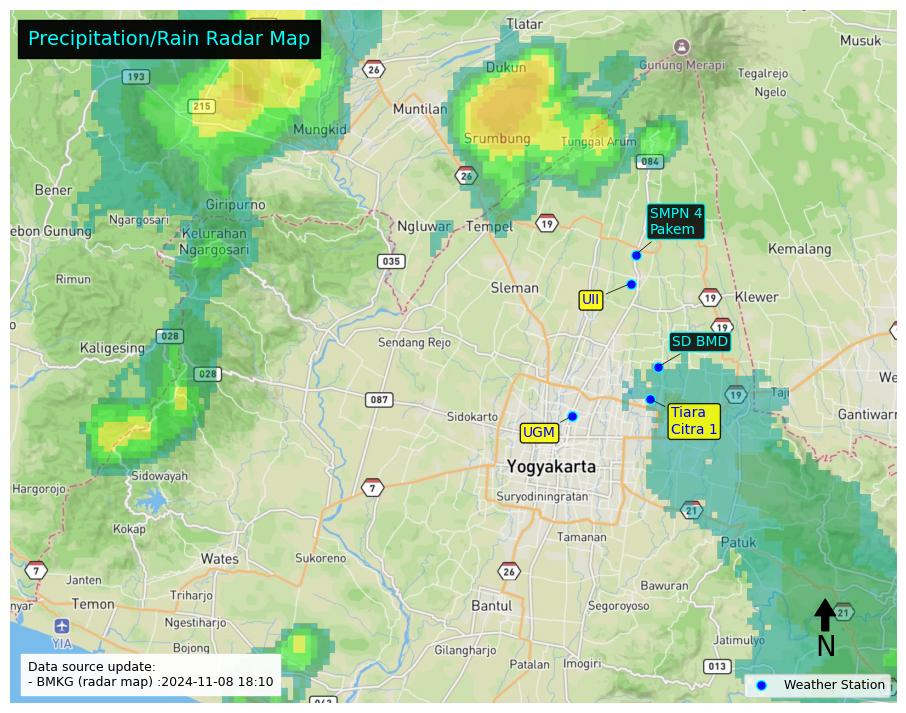 Precipitation/Rain Radar Map
Tlatar
Musuk
26
193
Dukun
Gunung Merapi
Tegalrejo
Ngelo
215
Muntilan
Mungkid
Srumbung
Tunggal Arum
084
26
Bener
Giripurno
Ngargosari
ebon Gunung
Kelurahan
Ngargosari
Ngluwar
Tempel
19
SMPN 4
Pakem
Kemalang
035
Rimun
Sleman
UII
19
Klewer
19
028
Kaligesing
Sendang Rejo
SD BMD
028
We
087
19
Taji
Sidokarto
Tiara
Citra 1
Gantiwarn
UGM
Yogyakarta
Sidowayah
Hargorojo
7
Suryodiningratan
21
Kokap
Tamanan
Patuk
Wates
Sukoreno
7
26
Janten
Bawuran
Triharjo
Temon
nyar
Bantul
Segoroyoso
21
Ngestiharjo
YIA
N
Bojong
Gilangharjo
Jatimulyo
Patalan
Imogiri
013
Data source update:
- BMKG (radar map) :2024-11-08 18:10
Weather Station